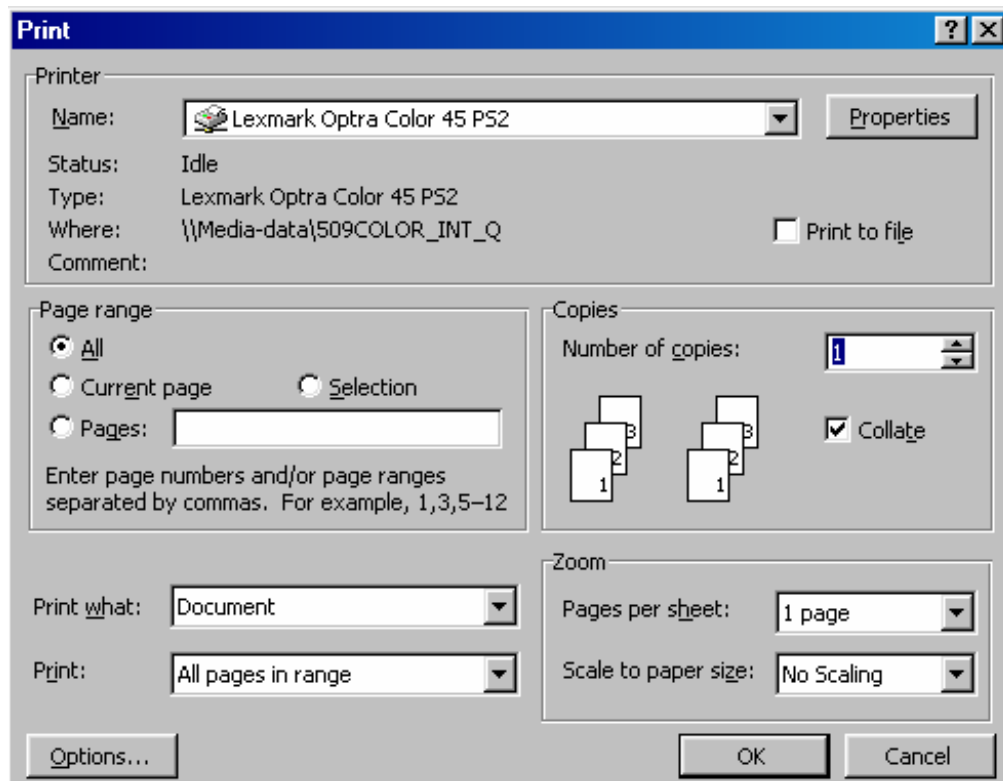 Print
Printer
Name: Lexmark Optra Color 45 PS2 Properties
Status: Idle
Type: Lexmark Optra Color 45 PS2
Where: \\Media-data\509COLOR_INT_Q Print to file
Comment:
Page range
All
Current page Selection
Pages:
Enter page numbers and/or page ranges
separated by commas. For example, 1,3,5–12
Copies
Number of copies: 1
3 3
2 2
1 1
Collate
Print what: Document
Print: All pages in range
Zoom
Pages per sheet: 1 page
Scale to paper size: No Scaling
Options... OK Cancel